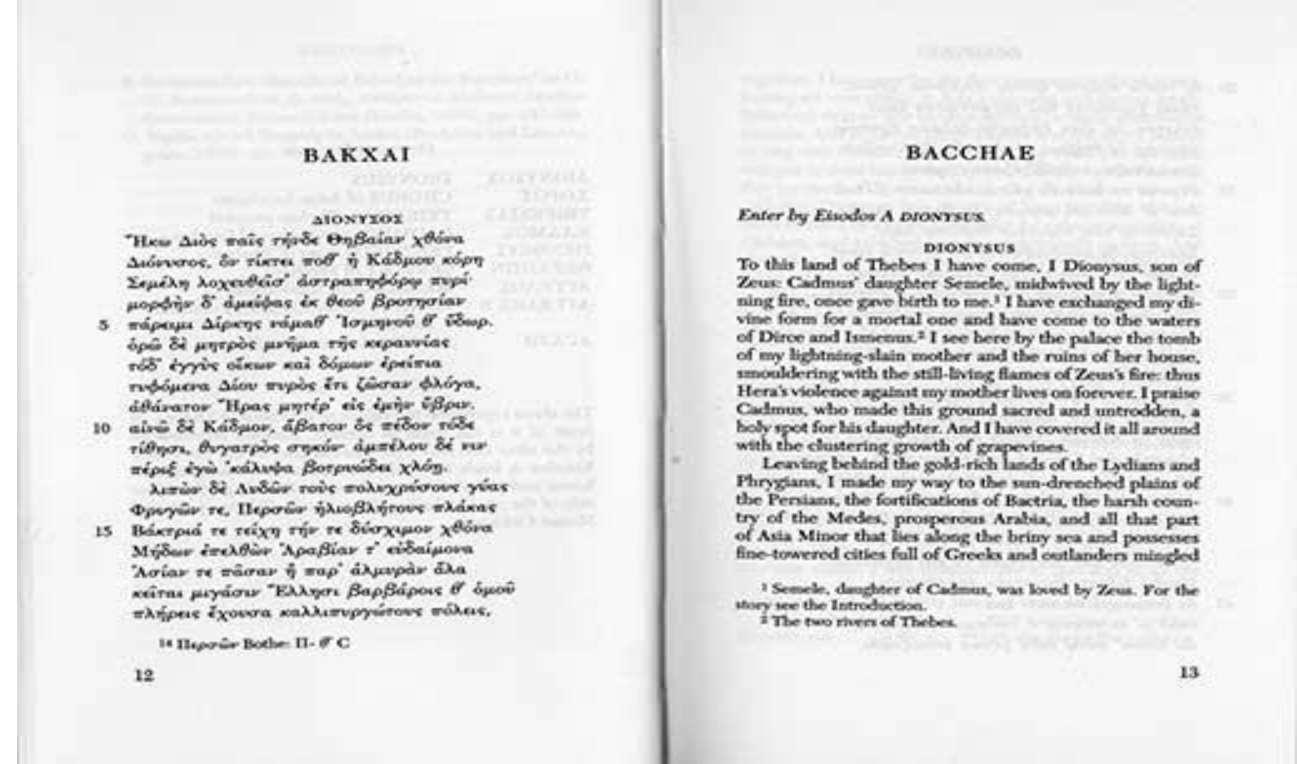 ΒΑΚΧΑΙ
ΔΙΟΝΥΣΟΣ
Ἥκω Διὸς παῖς τήνδε Θηβαίαν χθόνα
Διόνυσος, ὃν τίκτει ποθ᾽ ἡ Κάδμου κόρη
Σεμέλη λοχευθεῖσ᾽ ἀστραπηφόρῳ πυρί·
μορφὴν δ᾽ ἀμείψας ἐκ θεοῦ βροτησίαν
5 πάρειμι Δίρκης νάμαθ᾽ Ἱσμηνοῦ θ᾽ ὕδωρ.
ὁρῶ δὲ μητρὸς μνῆμα τῆς κεραυνίας
τόδ᾽ ἐγγὺς οἴκων καὶ δόμων ἐρείπια
τυφόμενα Δίου πυρὸς ἔτι ζῶσαν φλόγα,
ἀθάνατον Ἥρας μητέρ᾽ εἰς ἐμὴν ὕβριν.
10 αἰνῶ δὲ Κάδμον, ἄβατον ὃς πέδον τόδε
τίθησι, θυγατρὸς σηκόν· ἀμπέλου δέ νιν
πέριξ ἐγὼ ᾽κάλυψα βοτρυώδει χλόῃ.
λιπὼν δὲ Λυδῶν τοὺς πολυχρύσους γύας
Φρυγῶν τε, Περσῶν ἡλιοβλήτους πλάκας
15 Βάκτριά τε τείχη τήν τε δύσχιμον χθόνα
Μήδων ἐπελθὼν Ἀραβίαν τ᾽ εὐδαίμονα
Ἀσίαν τε πᾶσαν ἣ παρ᾽ ἁλμυρὰν ἅλα
κεῖται μιγάσιν Ἕλλησι βαρβάροις θ᾽ ὁμοῦ
πλήρεις ἔχουσα καλλιπυργώτους πόλεις,
14 Περσῶν Bothe: Π- θ᾽ C
12
BACCHAE
Enter by Eisodos A DIONYSUS.
DIONYSUS
To this land of Thebes I have come, I Dionysus, son of
Zeus: Cadmus' daughter Semele, midwived by the light-
ning fire, once gave birth to me.¹ I have exchanged my di-
vine form for a mortal one and have come to the waters
of Dirce and Ismenus.² I see here by the palace the tomb
of my lightning-slain mother and the ruins of her house,
smouldering with the still-living flames of Zeus's fire: thus
Hera's violence against my mother lives on forever. I praise
Cadmus, who made this ground sacred and untrodden, a
holy spot for his daughter. And I have covered it all around
with the clustering growth of grapevines.
Leaving behind the gold-rich lands of the Lydians and
Phrygians, I made my way to the sun-drenched plains of
the Persians, the fortifications of Bactria, the harsh coun-
try of the Medes, prosperous Arabia, and all that part
of Asia Minor that lies along the briny sea and possesses
fine-towered cities full of Greeks and outlanders mingled
¹ Semele, daughter of Cadmus, was loved by Zeus. For the
story see the Introduction.
² The two rivers of Thebes.
13